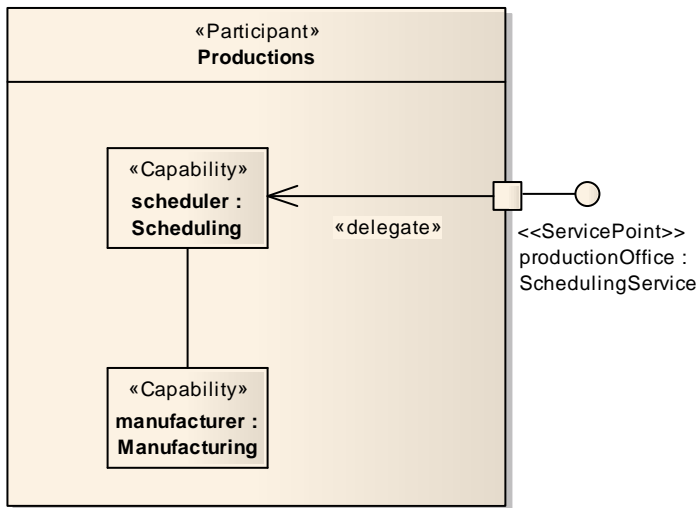 «Participant»
Productions
«Capability»
scheduler :
Scheduling
«delegate»
<<ServicePoint>>
productionOffice :
SchedulingService
«Capability»
manufacturer :
Manufacturing